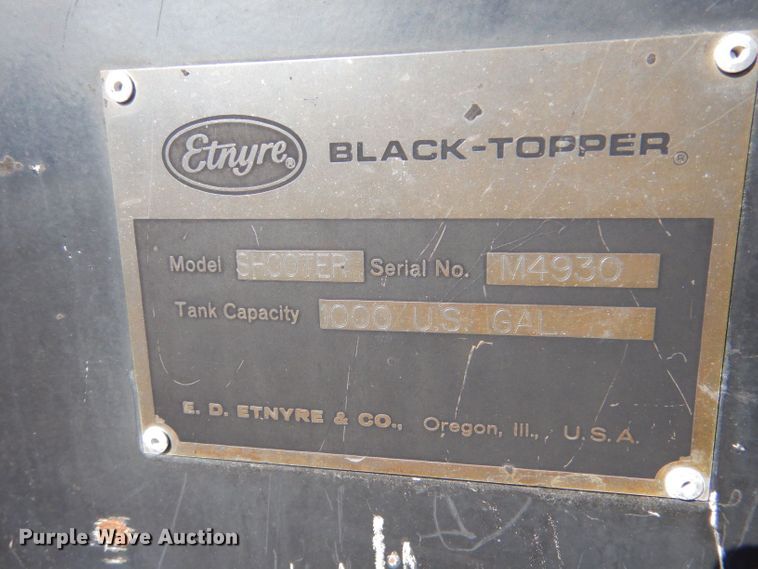 Etnyre® BLACK-TOPPER®
Model SHOOTER Serial No. M4930
Tank Capacity 1000 U.S. GAL.
E. D. ETNYRE & CO., Oregon, Ill., U.S.A.
Purple Wave Auction